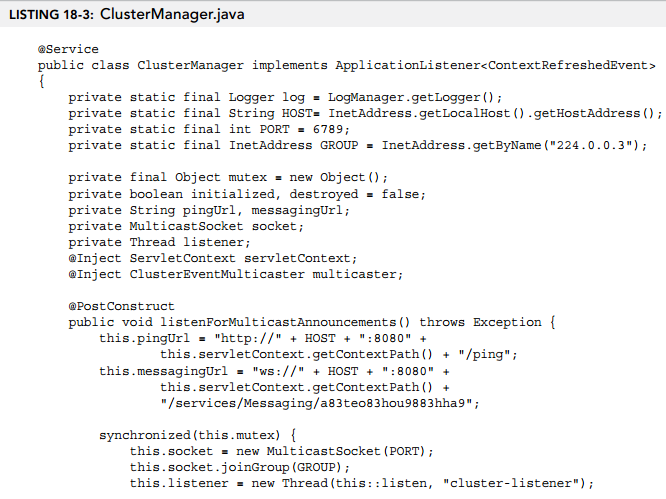 LISTING 18-3: ClusterManager.java
@Service
public class ClusterManager implements ApplicationListener<ContextRefreshedEvent>
{
    private static final Logger log = LogManager.getLogger();
    private static final String HOST= InetAddress.getLocalHost().getHostAddress();
    private static final int PORT = 6789;
    private static final InetAddress GROUP = InetAddress.getByName("224.0.0.3");

    private final Object mutex = new Object();
    private boolean initialized, destroyed = false;
    private String pingUrl, messagingUrl;
    private MulticastSocket socket;
    private Thread listener;
    @Inject ServletContext servletContext;
    @Inject ClusterEventMulticaster multicaster;

    @PostConstruct
    public void listenForMulticastAnnouncements() throws Exception {
        this.pingUrl = "http://" + HOST + ":8080" +
                this.servletContext.getContextPath() + "/ping";
        this.messagingUrl = "ws://" + HOST + ":8080" +
                this.servletContext.getContextPath() +
                "/services/Messaging/a83teo83hou9883hha9";

        synchronized(this.mutex) {
            this.socket = new MulticastSocket(PORT);
            this.socket.joinGroup(GROUP);
            this.listener = new Thread(this::listen, "cluster-listener");